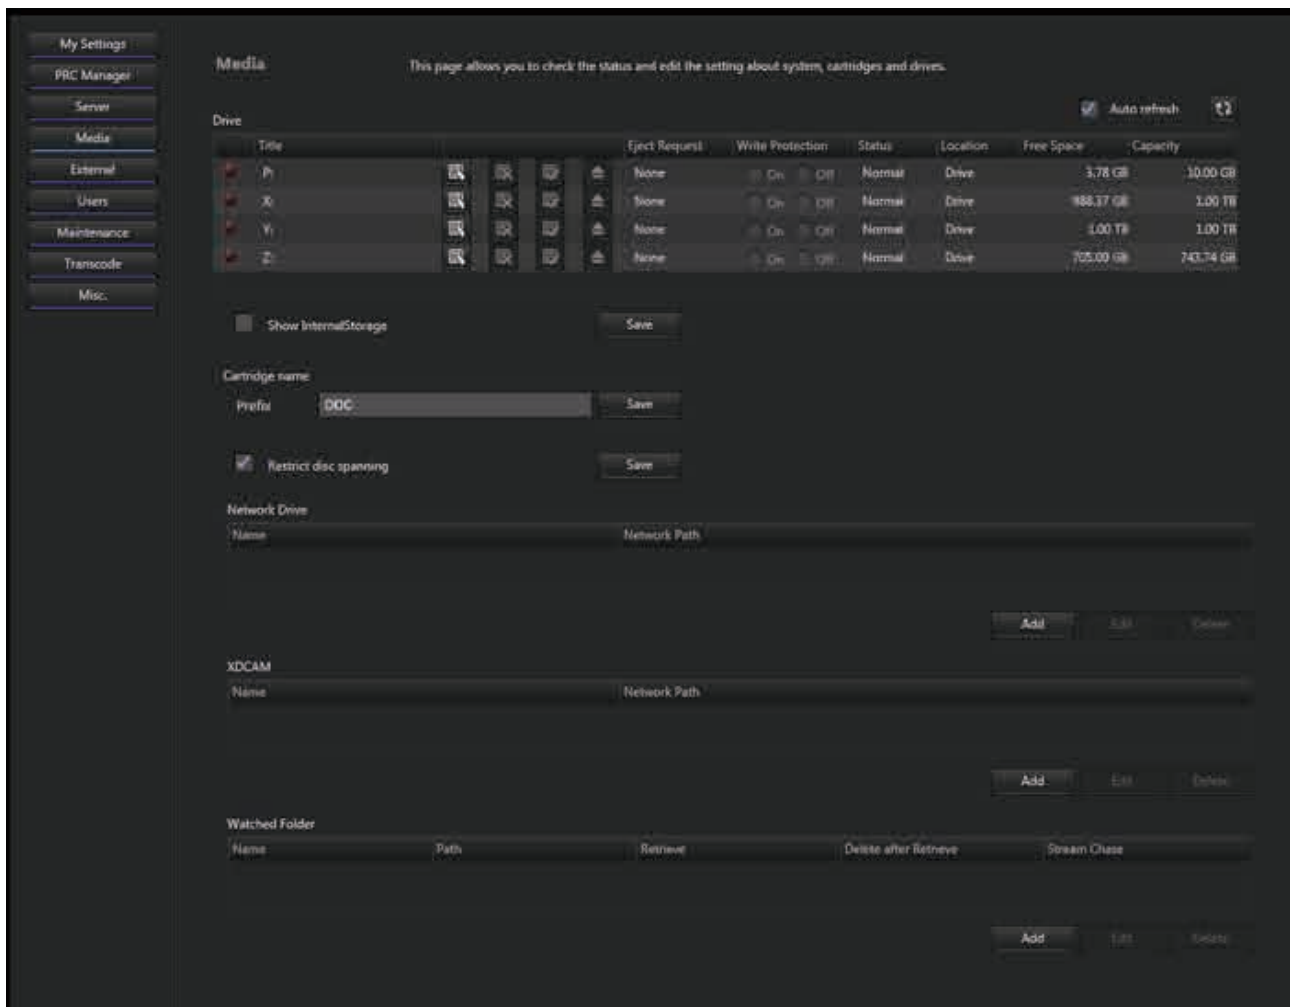 My Settings
PRC Manager
Server
Media
External
Users
Maintenance
Transcode
Misc.
Media
This page allows you to check the status and edit the setting about system, cartridges and drives.
Auto refresh
Drive
Title Eject Request Write Protection Status Location Free Space Capacity
P: None On Off Normal Drive 3.78 GB 10.00 GB
X: None On Off Normal Drive 988.37 GB 1.00 TB
Y: None On Off Normal Drive 1.00 TB 1.00 TB
Z: None On Off Normal Drive 705.00 GB 743.74 GB
Show InternalStorage Save
Cartridge name
Prefix Save
Restrict disc spanning Save
Network Drive
Name Network Path
Add Edit Delete
XDCAM
Name Network Path
Add Edit Delete
Watched Folder
Name Path Retrieve Delete after Retrieve Stream Chase
Add Edit Delete